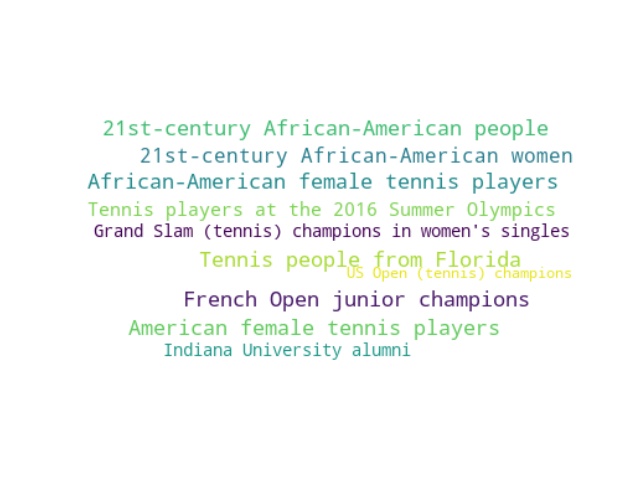 21st-century African-American people
21st-century African-American women
African-American female tennis players
Tennis players at the 2016 Summer Olympics
Grand Slam (tennis) champions in women's singles
Tennis people from Florida
US Open (tennis) champions
French Open junior champions
American female tennis players
Indiana University alumni